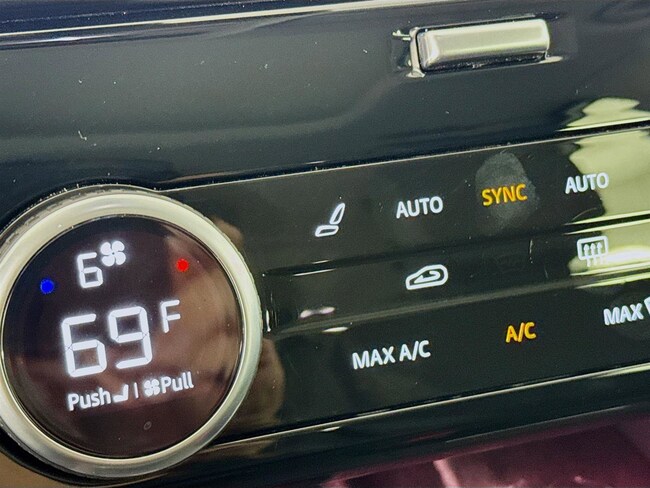 6
69 F
Push | Pull
AUTO SYNC AUTO
MAX A/C A/C MAX